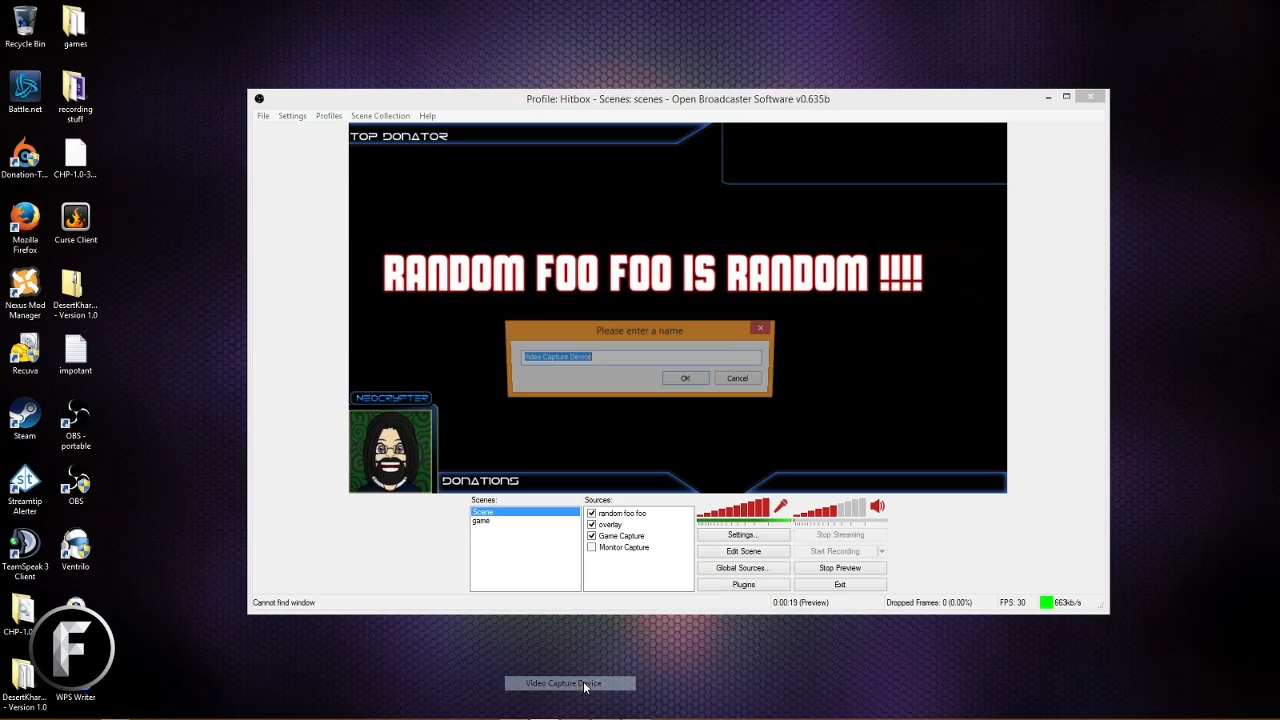 Recycle Bin
games
Battle.net
recording
stuff
Donation-T...
CHP-1.0-3...
Mozilla
Firefox
Curse Client
Nexus Mod
Manager
DesertKhar...
- Version 1.0
Recuva
impotant
Steam
OBS -
portable
Streamtip
Alerter
OBS
TeamSpeak 3
Client
Ventrilo
CHP-1.0
F
DesertKhar...
- Version 1.0
WPS Writer
Profile: Hitbox - Scenes: scenes - Open Broadcaster Software v0.635b
File Settings Profiles Scene Collection Help
TOP DONATOR
RANDOM FOO FOO IS RANDOM !!!!
Please enter a name
Video Capture Device
OK Cancel
NEOCRYPTER
DONATIONS
Scenes:
Scene
game
Sources:
random foo foo
overlay
Game Capture
Monitor Capture
Settings... Stop Streaming
Edit Scene Start Recording
Global Sources... Stop Preview
Plugins Exit
Cannot find window 0:00:19 (Preview) Dropped Frames: 0 (0.00%) FPS: 30 663kb/s
Video Capture Device